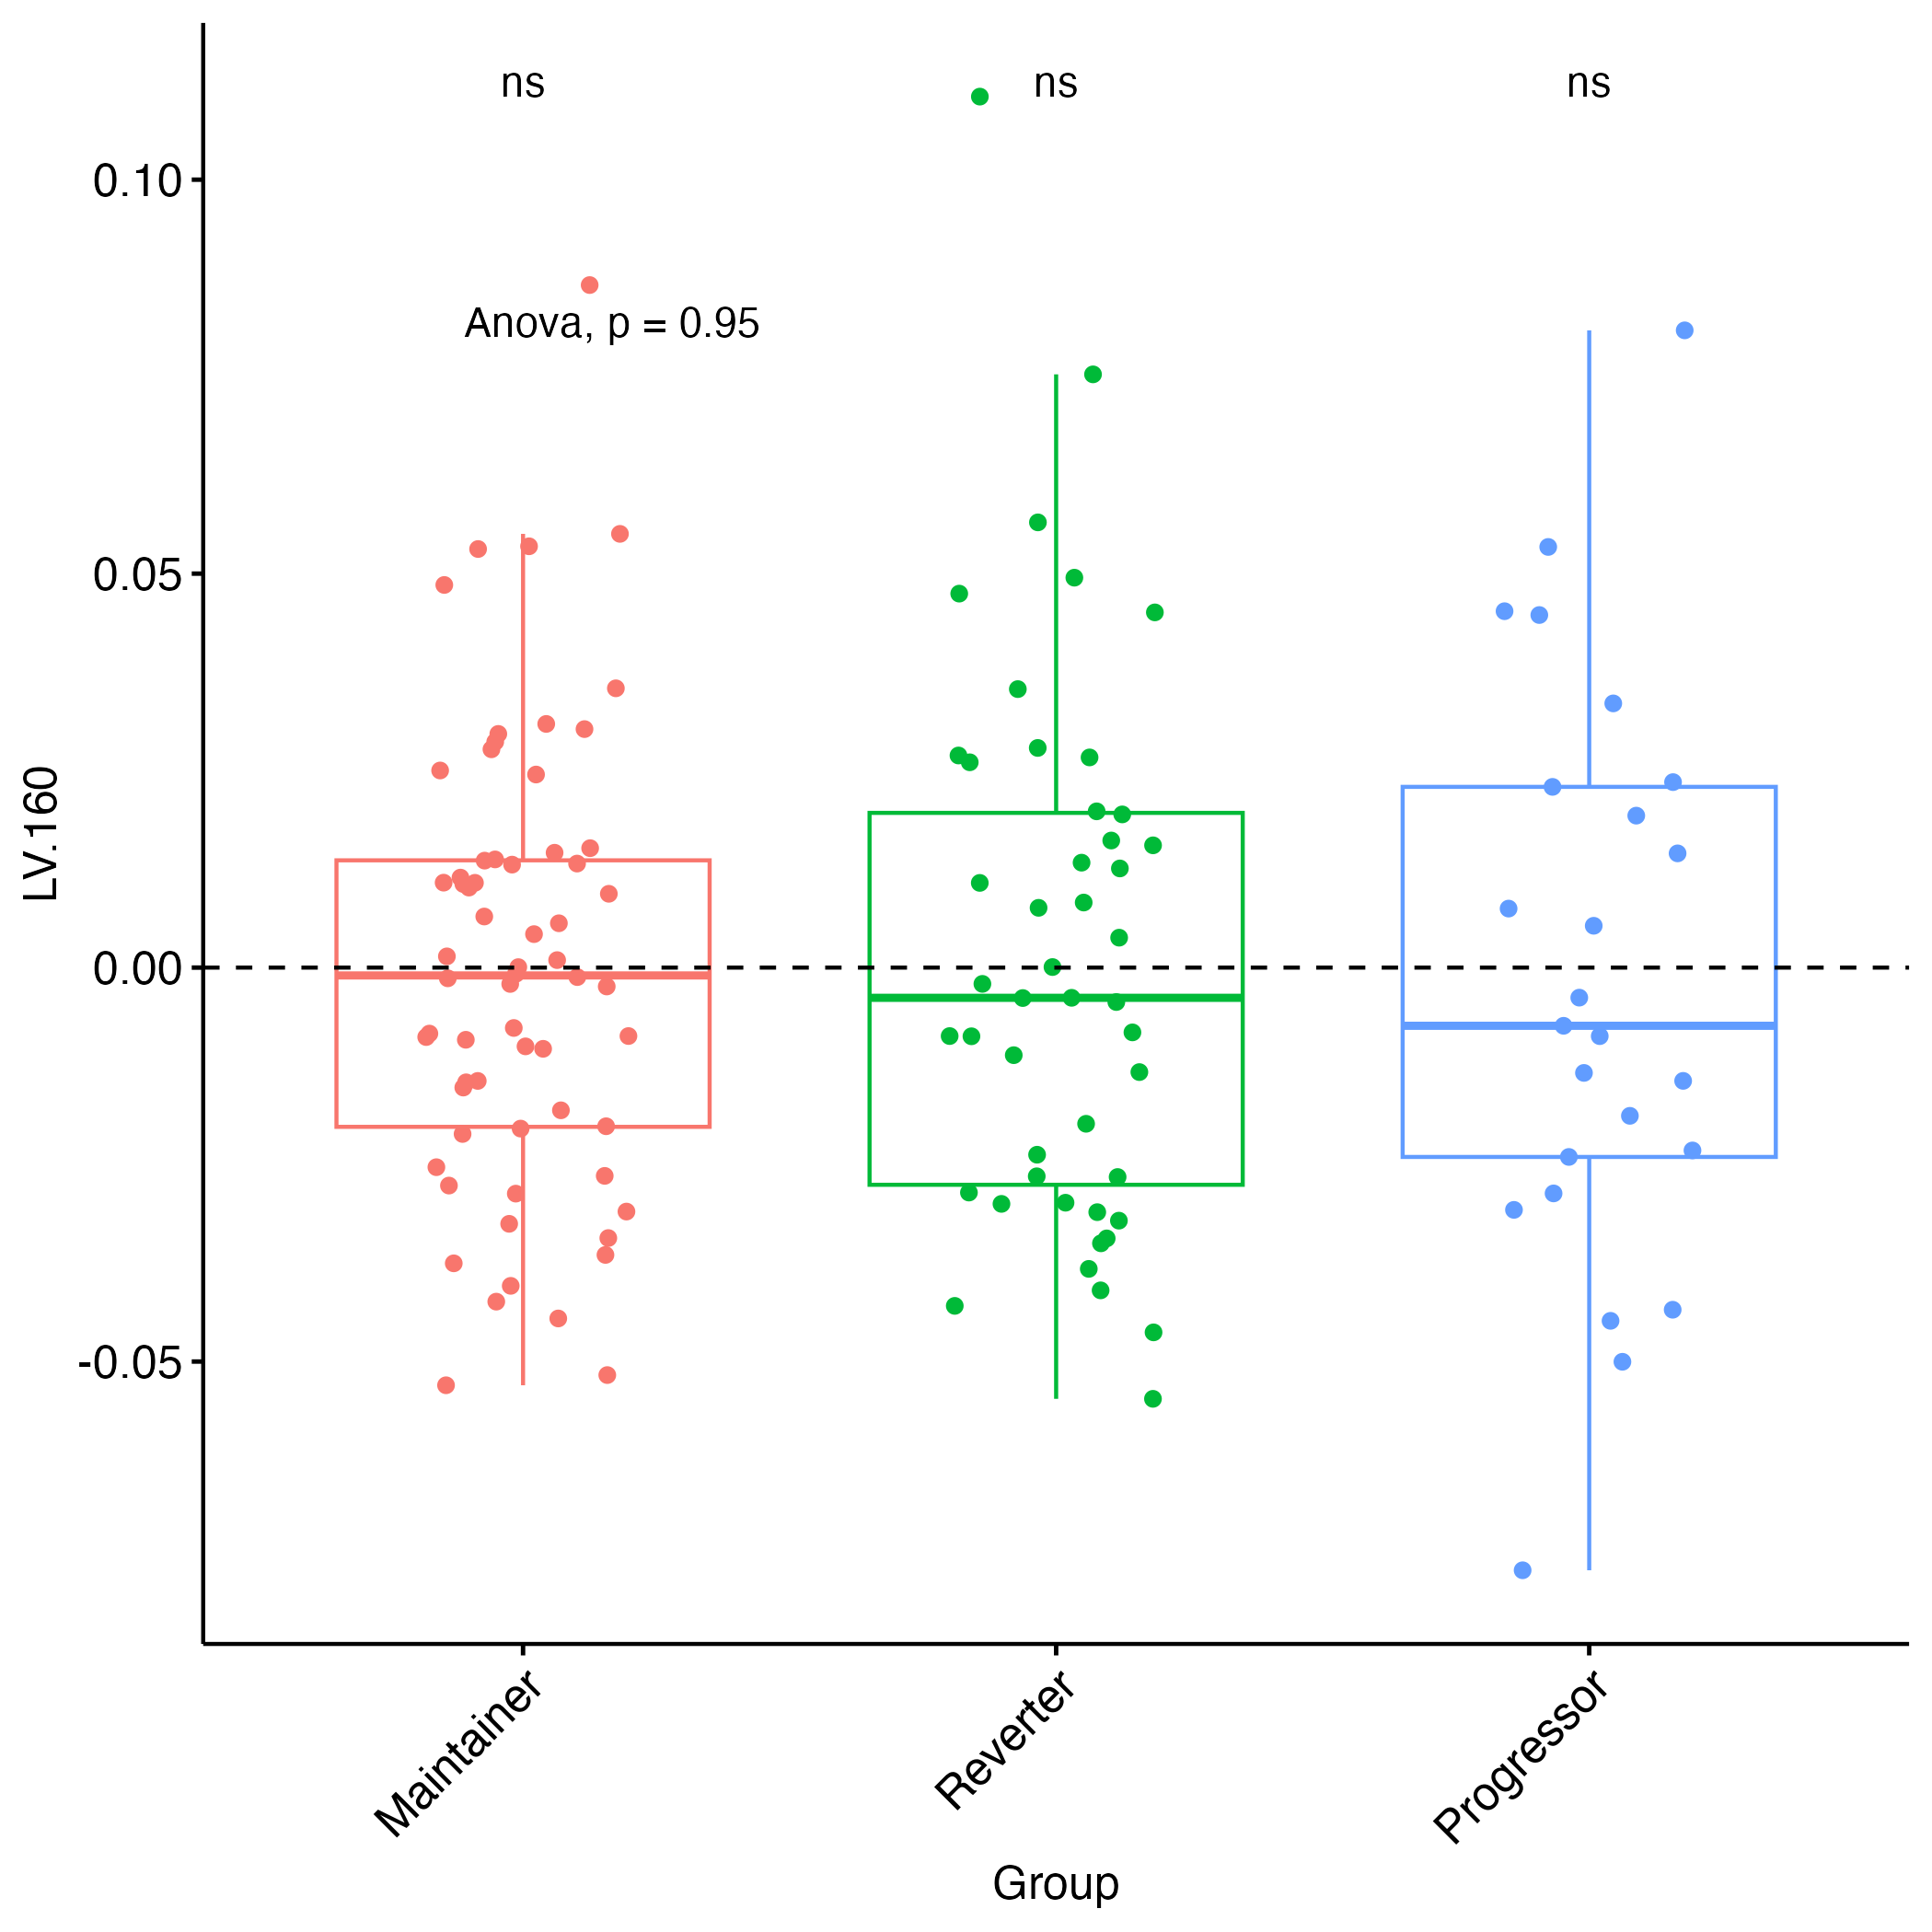 ns ns ns
0.10
Anova, p = 0.95
0.05
0.00
-0.05
LV.160
Maintainer
Reverter
Progressor
Group